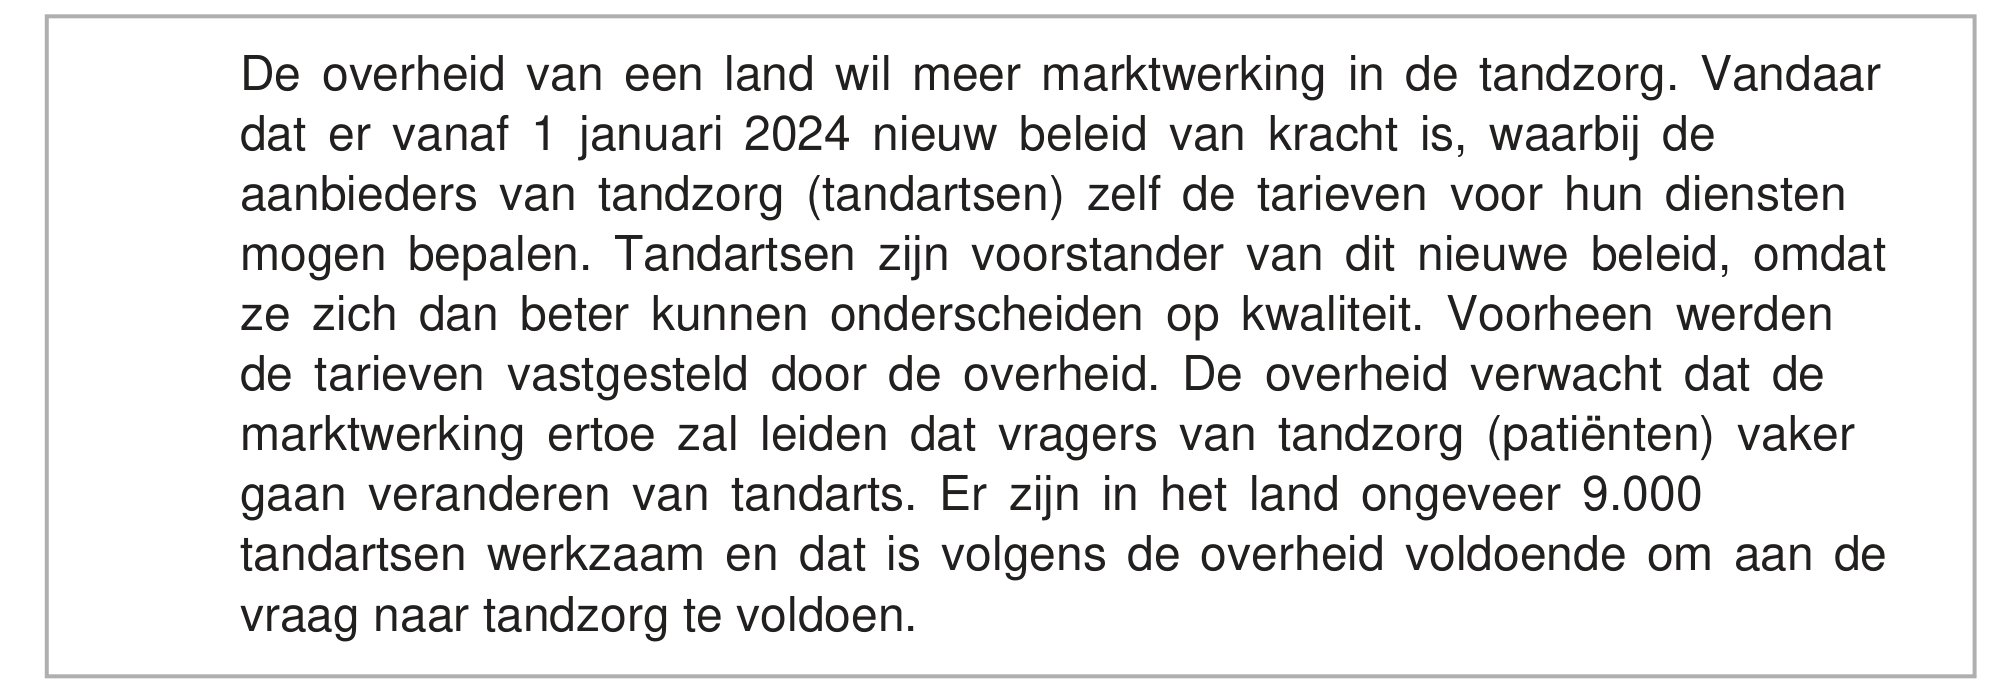 De overheid van een land wil meer marktwerking in de tandzorg. Vandaar
dat er vanaf 1 januari 2024 nieuw beleid van kracht is, waarbij de
aanbieders van tandzorg (tandartsen) zelf de tarieven voor hun diensten
mogen bepalen. Tandartsen zijn voorstander van dit nieuwe beleid, omdat
ze zich dan beter kunnen onderscheiden op kwaliteit. Voorheen werden
de tarieven vastgesteld door de overheid. De overheid verwacht dat de
marktwerking ertoe zal leiden dat vragers van tandzorg (patiënten) vaker
gaan veranderen van tandarts. Er zijn in het land ongeveer 9.000
tandartsen werkzaam en dat is volgens de overheid voldoende om aan de
vraag naar tandzorg te voldoen.